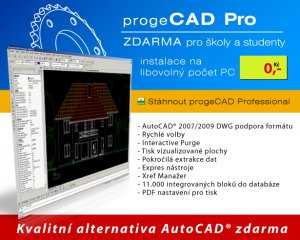 progeCAD Pro
ZDARMA pro školy a studenty
instalace na
libovolný počet PC
0,- Kč
Stáhnout progeCAD Professional
- AutoCAD® 2007/2009 DWG podpora formátu
- Rychlé volby
- Interactive Purge
- Tisk vizualizované plochy
- Pokročilá extrakce dat
- Expres nástroje
- Xref Manažer
- 11.000 integrovaných bloků do databáze
- PDF nastavení pro tisk
Kvalitní alternativa AutoCAD® zdarma